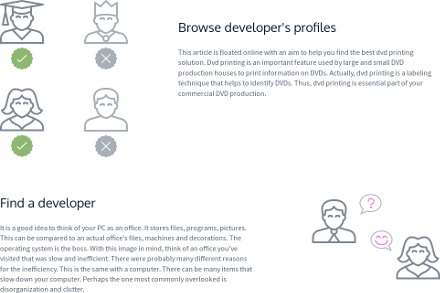 Browse developer's profiles
This article is floated online with an aim to help you find the best dvd printing
solution. Dvd printing is an important feature used by large and small DVD
production houses to print information on DVDs. Actually, dvd printing is a labeling
technique that helps to identify DVDs. Thus, dvd printing is essential part of your
commercial DVD production.
Find a developer
It is a good idea to think of your PC as an office. It stores files, programs, pictures.
This can be compared to an actual office's files, machines and decorations. The
operating system is the boss. With this image in mind, think of an office you've
visited that was slow and inefficient. There were probably many different reasons
for the inefficiency. This is the same with a computer. There can be many items that
slow down your computer. Perhaps the one most commonly overlooked is
disorganization and clutter.
?